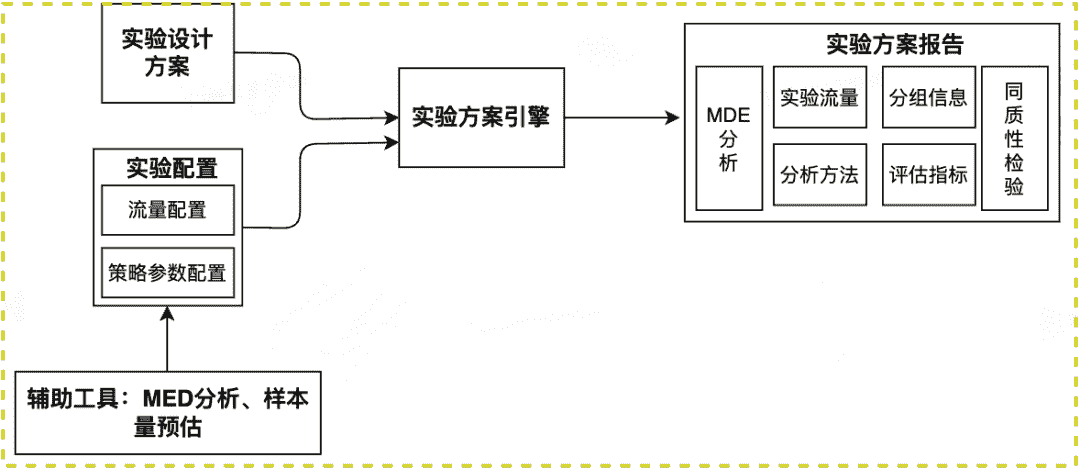 实验设计
方案
实验配置
流量配置
策略参数配置
辅助工具：MED分析、样本
量预估
实验方案引擎
实验方案报告
MDE
分
析
实验流量
分组信息
分析方法
评估指标
同
质
性
检
验